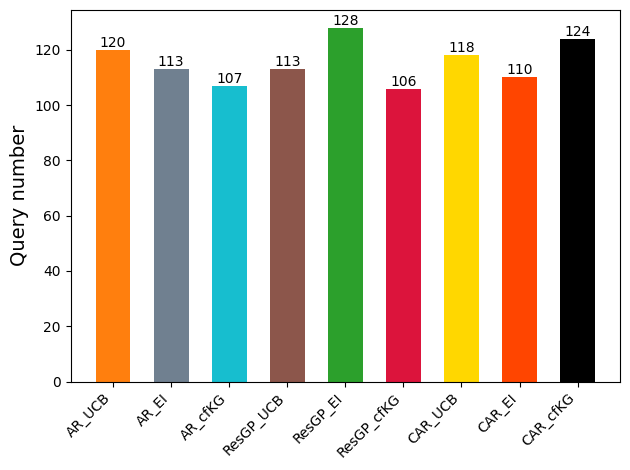 Query number
120
100
80
60
40
20
0
120
113
107
113
128
106
118
110
124
AR_UCB
AR_EI
AR_cfKG
ResGP_UCB
ResGP_EI
ResGP_cfKG
CAR_UCB
CAR_EI
CAR_cfKG